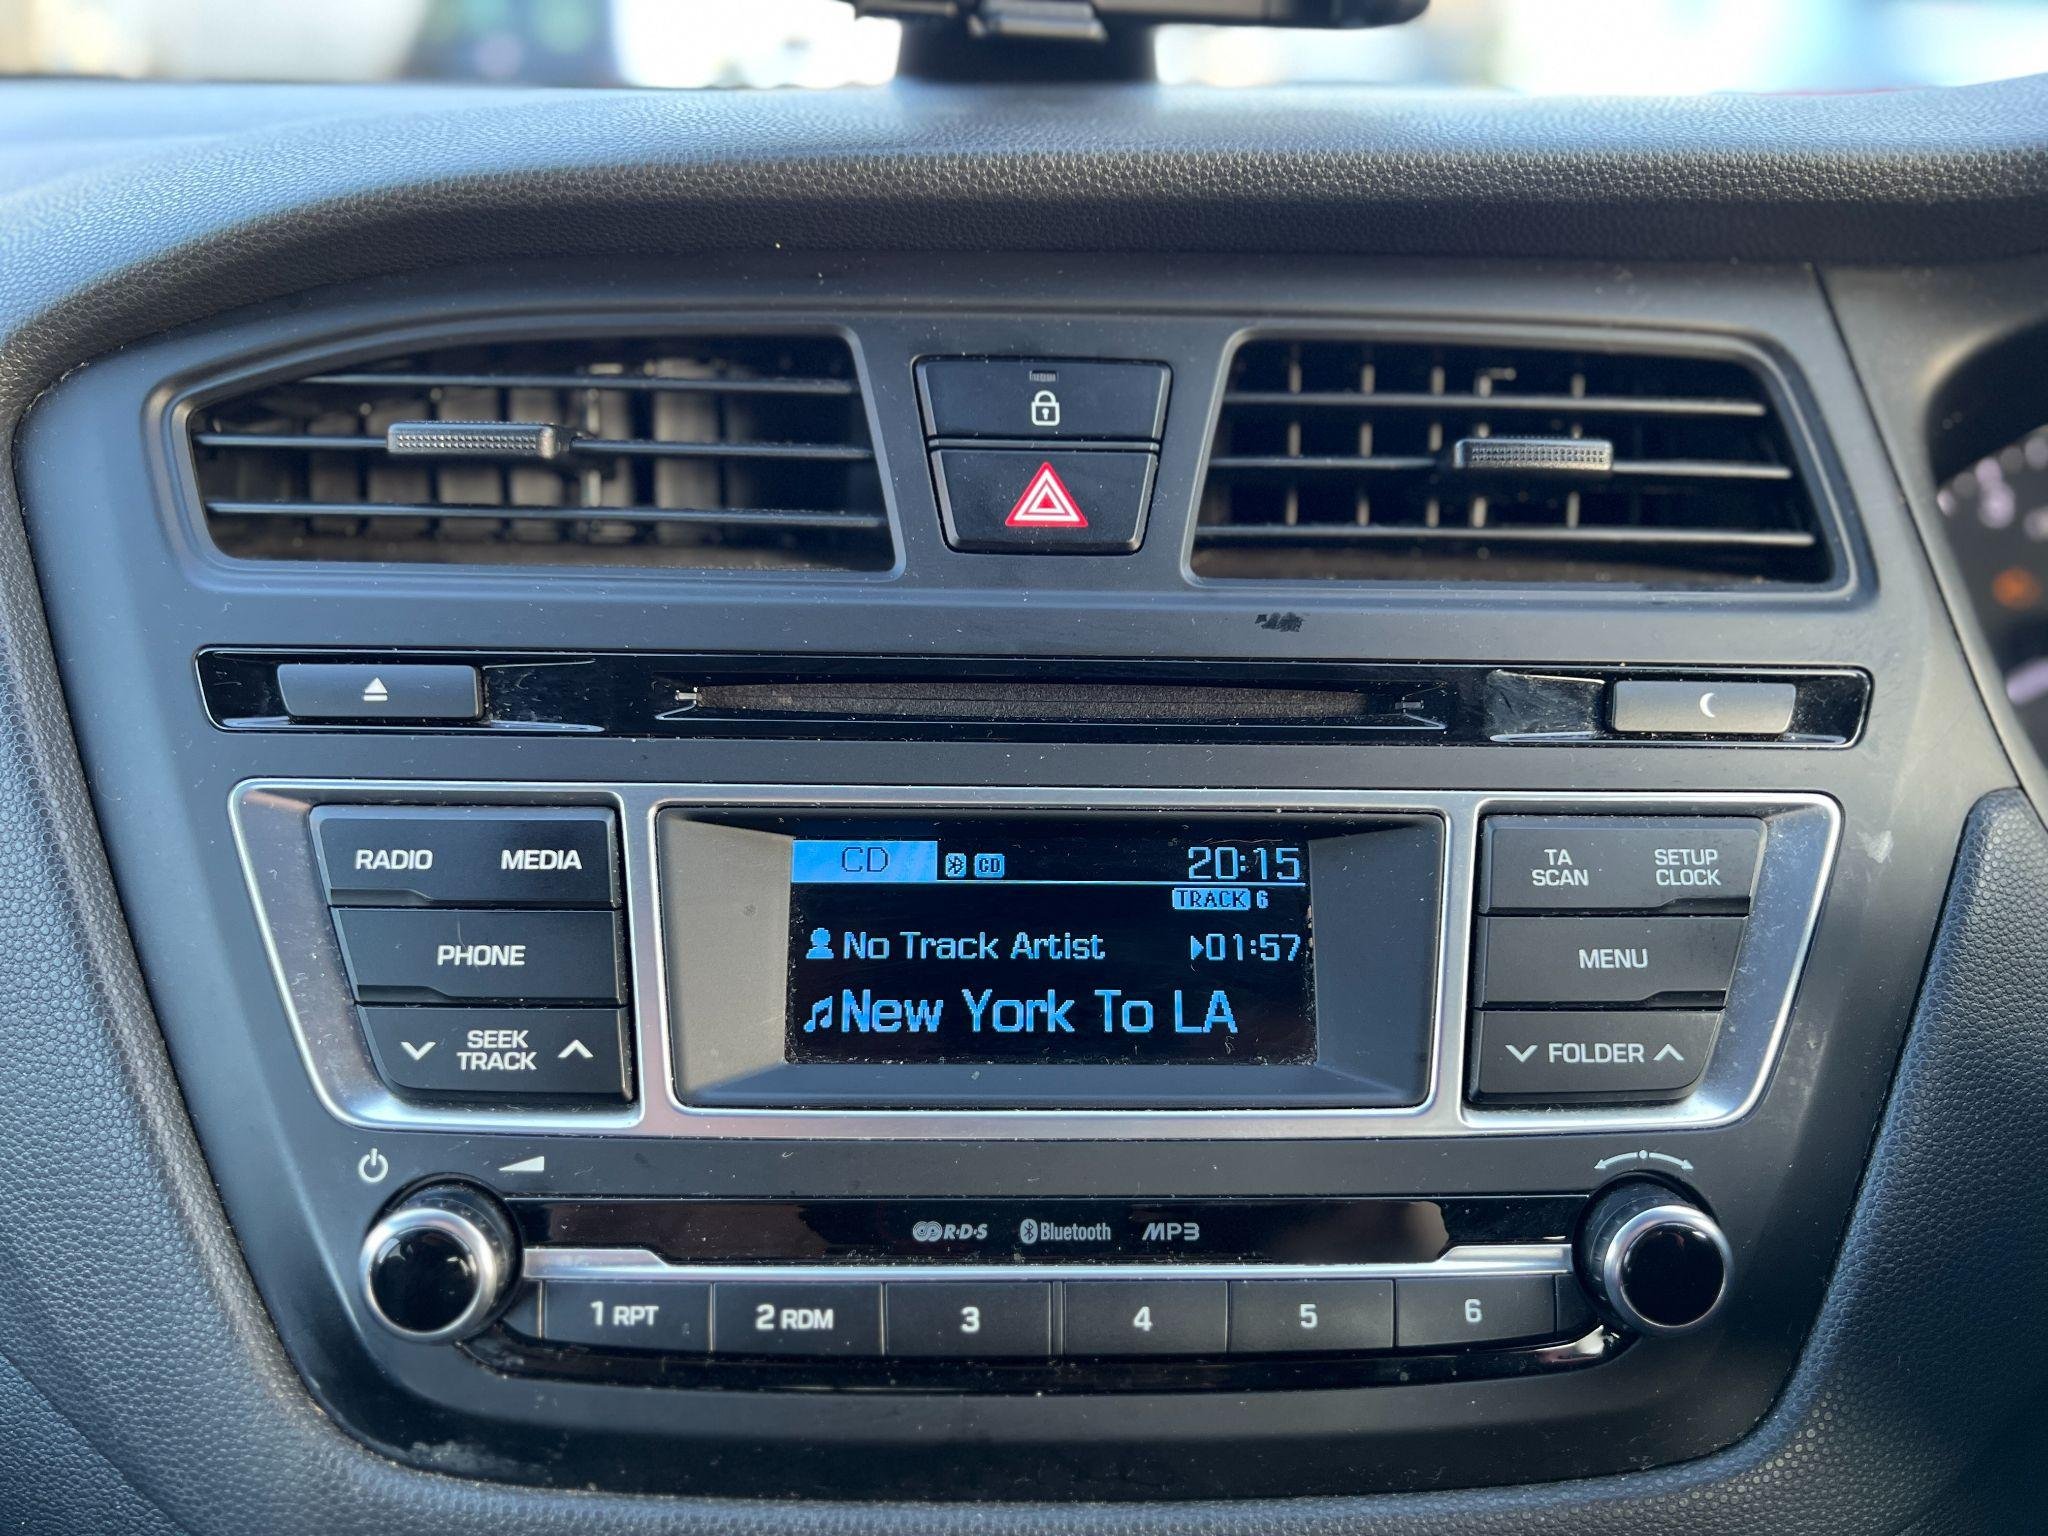 RADIO MEDIA
PHONE
SEEK
TRACK
CD CD 20:15
TRACK 6
No Track Artist 01:57
New York To LA
TA
SCAN
SETUP
CLOCK
MENU
FOLDER
R·D·S Bluetooth MP3
1 RPT 2 RDM 3 4 5 6